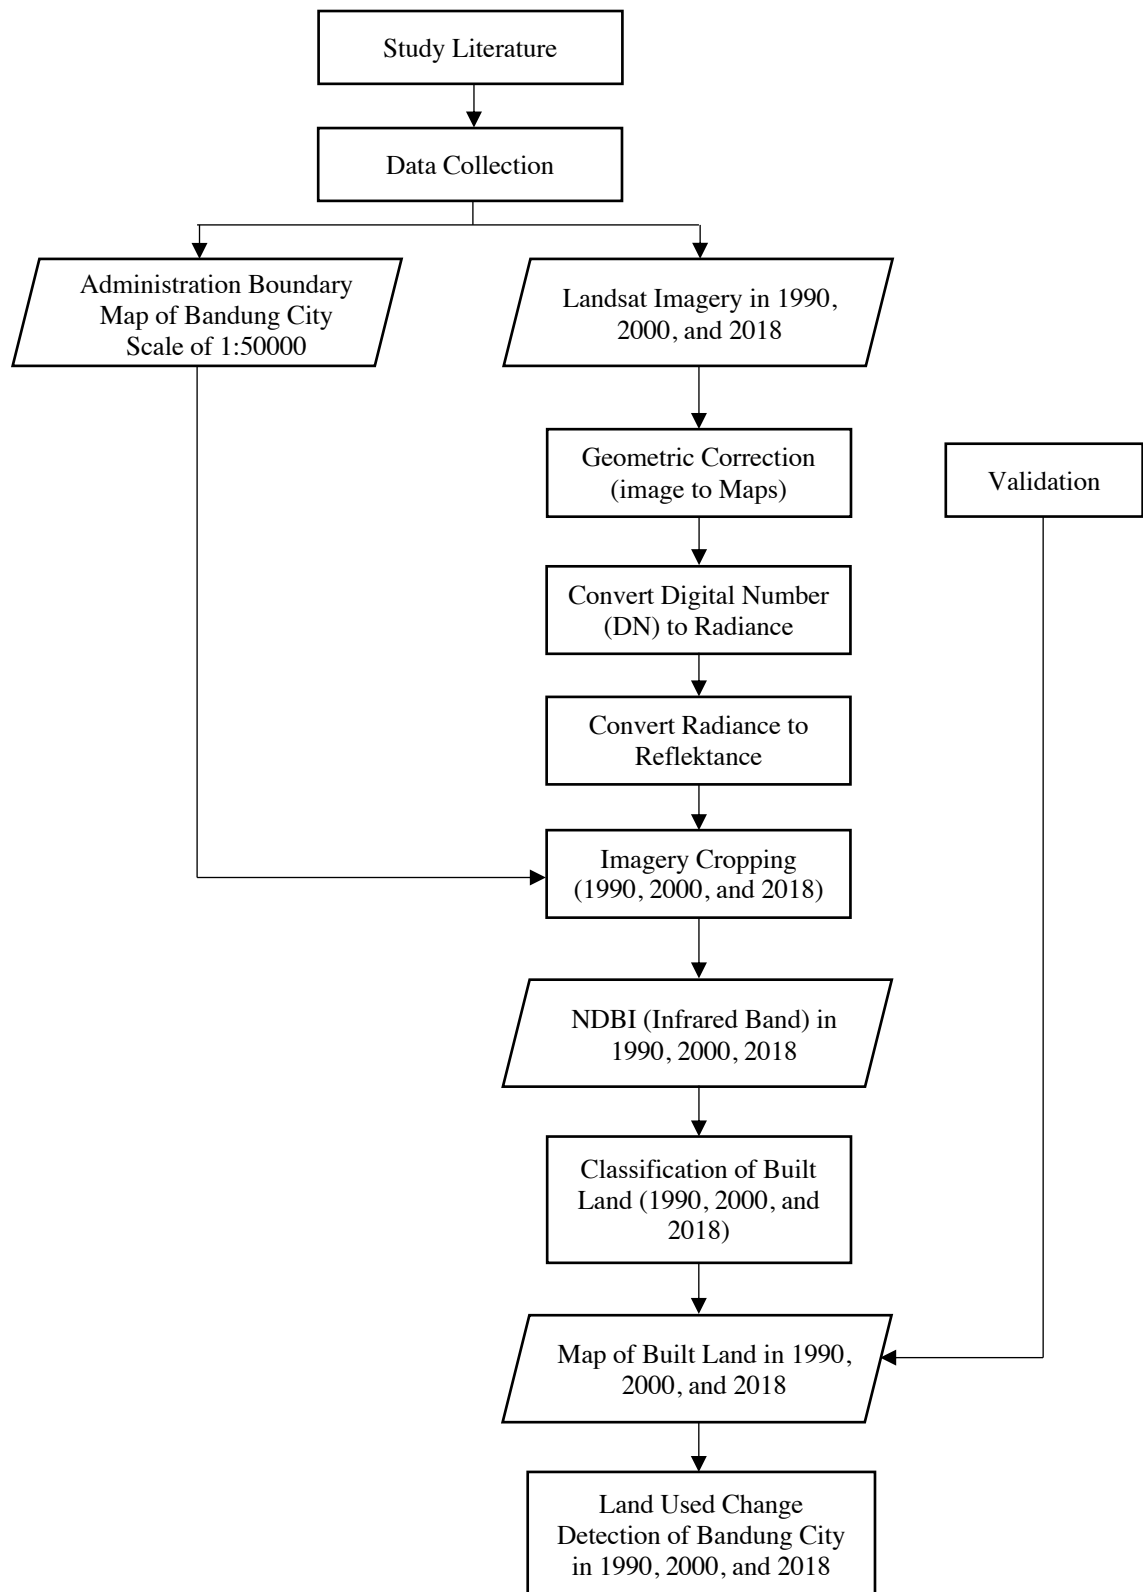 Study Literature
Data Collection
Administration Boundary
Map of Bandung City
Scale of 1:50000
Landsat Imagery in 1990,
2000, and 2018
Geometric Correction
(image to Maps)
Validation
Convert Digital Number
(DN) to Radiance
Convert Radiance to
Reflektance
Imagery Cropping
(1990, 2000, and 2018)
NDBI (Infrared Band) in
1990, 2000, 2018
Classification of Built
Land (1990, 2000, and
2018)
Map of Built Land in 1990,
2000, and 2018
Land Used Change
Detection of Bandung City
in 1990, 2000, and 2018